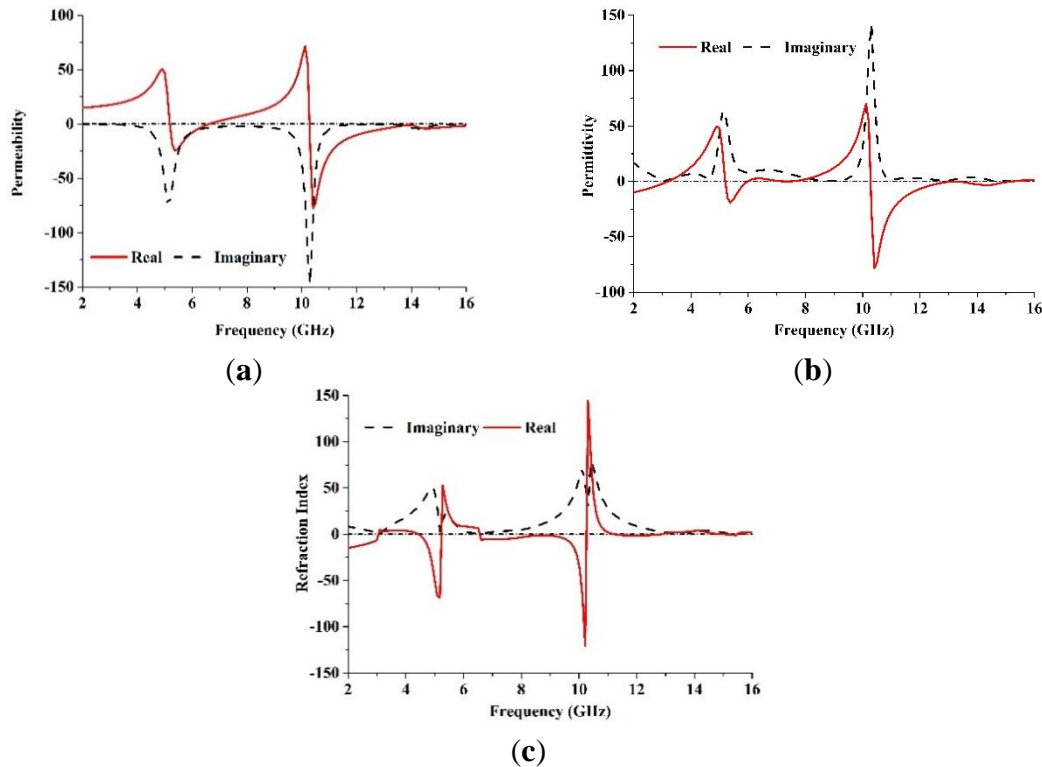 100
50
0
-50
-100
-150
Permeability
Real
Imaginary
2 4 6 8 10 12 14 16
Frequency (GHz)
(a)
150
100
50
0
-50
-100
Permittivity
Real
Imaginary
2 4 6 8 10 12 14 16
Frequency (GHz)
(b)
150
100
50
0
-50
-100
-150
Refraction Index
Imaginary
Real
2 4 6 8 10 12 14 16
Frequency (GHz)
(c)